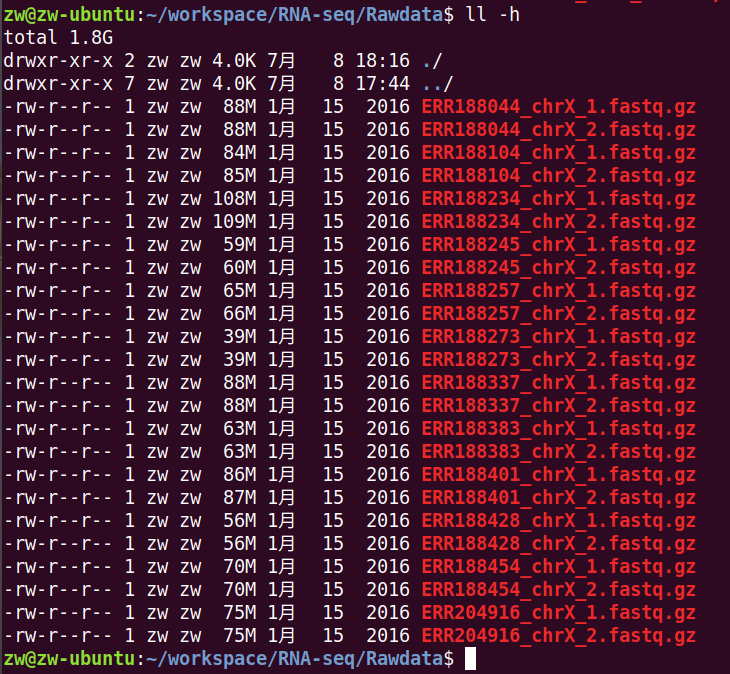 zw@zw-ubuntu:~/workspace/RNA-seq/Rawdata$ ll -h
total 1.8G
drwxr-xr-x 2 zw zw 4.0K 7月   8 18:16 ./
drwxr-xr-x 7 zw zw 4.0K 7月   8 17:44 ../
-rw-r--r-- 1 zw zw  88M 1月  15  2016 ERR188044_chrX_1.fastq.gz
-rw-r--r-- 1 zw zw  88M 1月  15  2016 ERR188044_chrX_2.fastq.gz
-rw-r--r-- 1 zw zw  84M 1月  15  2016 ERR188104_chrX_1.fastq.gz
-rw-r--r-- 1 zw zw  85M 1月  15  2016 ERR188104_chrX_2.fastq.gz
-rw-r--r-- 1 zw zw 108M 1月  15  2016 ERR188234_chrX_1.fastq.gz
-rw-r--r-- 1 zw zw 109M 1月  15  2016 ERR188234_chrX_2.fastq.gz
-rw-r--r-- 1 zw zw  59M 1月  15  2016 ERR188245_chrX_1.fastq.gz
-rw-r--r-- 1 zw zw  60M 1月  15  2016 ERR188245_chrX_2.fastq.gz
-rw-r--r-- 1 zw zw  65M 1月  15  2016 ERR188257_chrX_1.fastq.gz
-rw-r--r-- 1 zw zw  66M 1月  15  2016 ERR188257_chrX_2.fastq.gz
-rw-r--r-- 1 zw zw  39M 1月  15  2016 ERR188273_chrX_1.fastq.gz
-rw-r--r-- 1 zw zw  39M 1月  15  2016 ERR188273_chrX_2.fastq.gz
-rw-r--r-- 1 zw zw  88M 1月  15  2016 ERR188337_chrX_1.fastq.gz
-rw-r--r-- 1 zw zw  88M 1月  15  2016 ERR188337_chrX_2.fastq.gz
-rw-r--r-- 1 zw zw  63M 1月  15  2016 ERR188383_chrX_1.fastq.gz
-rw-r--r-- 1 zw zw  63M 1月  15  2016 ERR188383_chrX_2.fastq.gz
-rw-r--r-- 1 zw zw  86M 1月  15  2016 ERR188401_chrX_1.fastq.gz
-rw-r--r-- 1 zw zw  87M 1月  15  2016 ERR188401_chrX_2.fastq.gz
-rw-r--r-- 1 zw zw  56M 1月  15  2016 ERR188428_chrX_1.fastq.gz
-rw-r--r-- 1 zw zw  56M 1月  15  2016 ERR188428_chrX_2.fastq.gz
-rw-r--r-- 1 zw zw  70M 1月  15  2016 ERR188454_chrX_1.fastq.gz
-rw-r--r-- 1 zw zw  70M 1月  15  2016 ERR188454_chrX_2.fastq.gz
-rw-r--r-- 1 zw zw  75M 1月  15  2016 ERR204916_chrX_1.fastq.gz
-rw-r--r-- 1 zw zw  75M 1月  15  2016 ERR204916_chrX_2.fastq.gz
zw@zw-ubuntu:~/workspace/RNA-seq/Rawdata$